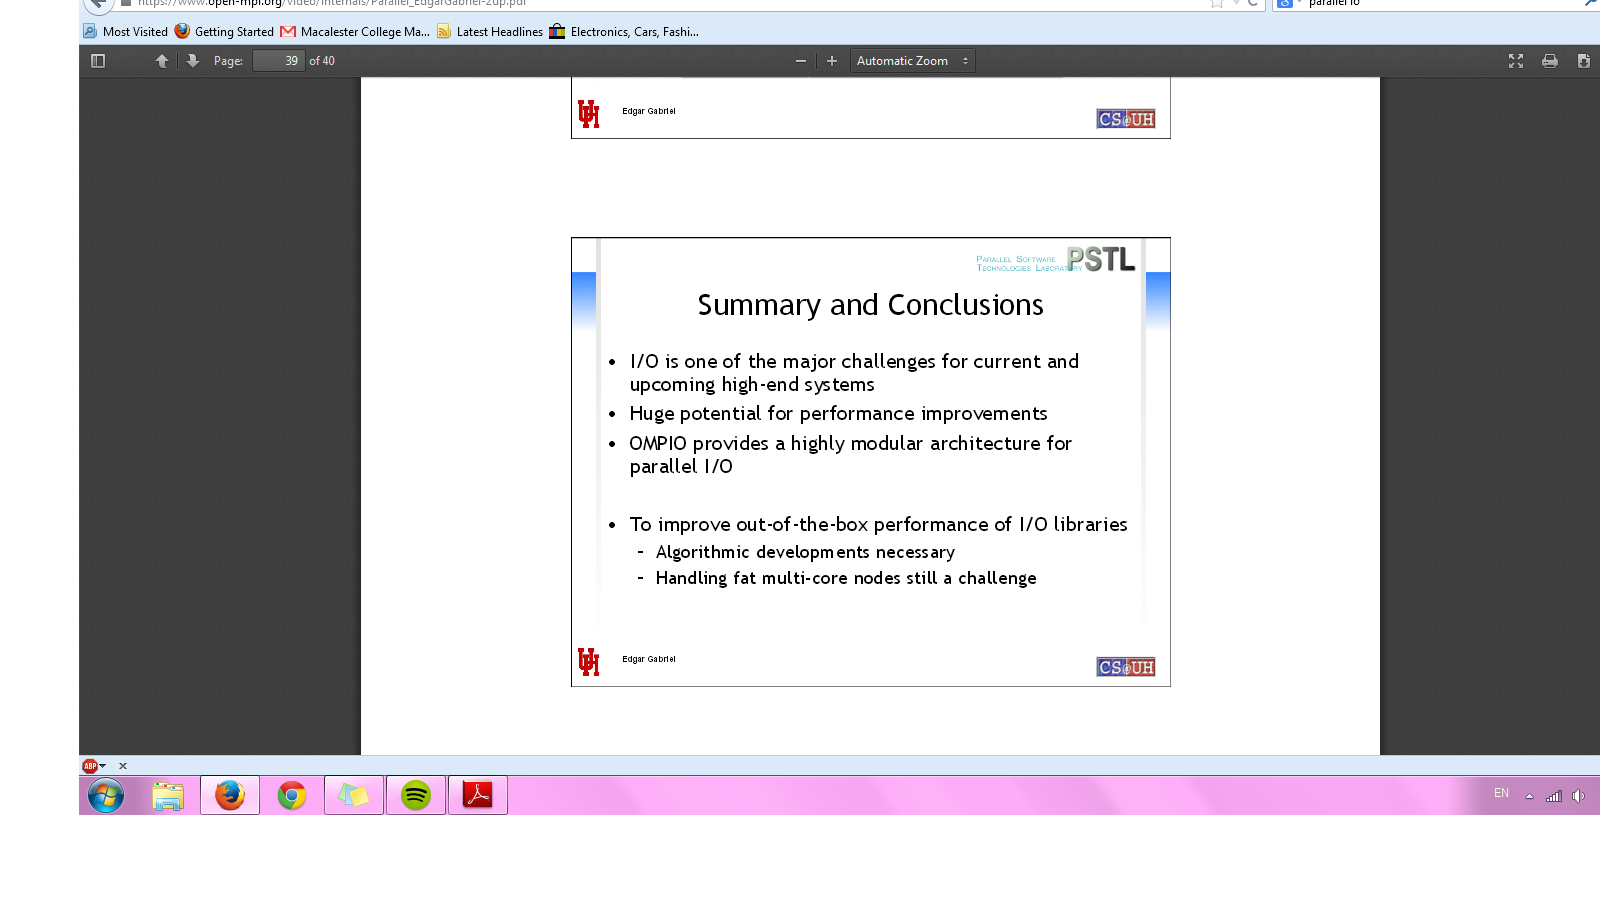 https://www.open-mpi.org/video/internals/Parallel_EdgarGabriel-2up.pdf
parallel io
Most Visited Getting Started Macalester College Ma... Latest Headlines Electronics, Cars, Fashi...
Page: 39 of 40 Automatic Zoom
Edgar Gabriel
CS@UH
PARALLEL SOFTWARE
TECHNOLOGIES LABORATORY
PSTL
Summary and Conclusions
• I/O is one of the major challenges for current and
upcoming high-end systems
• Huge potential for performance improvements
• OMPIO provides a highly modular architecture for
parallel I/O
• To improve out-of-the-box performance of I/O libraries
- Algorithmic developments necessary
- Handling fat multi-core nodes still a challenge
Edgar Gabriel
CS@UH
ABP
EN